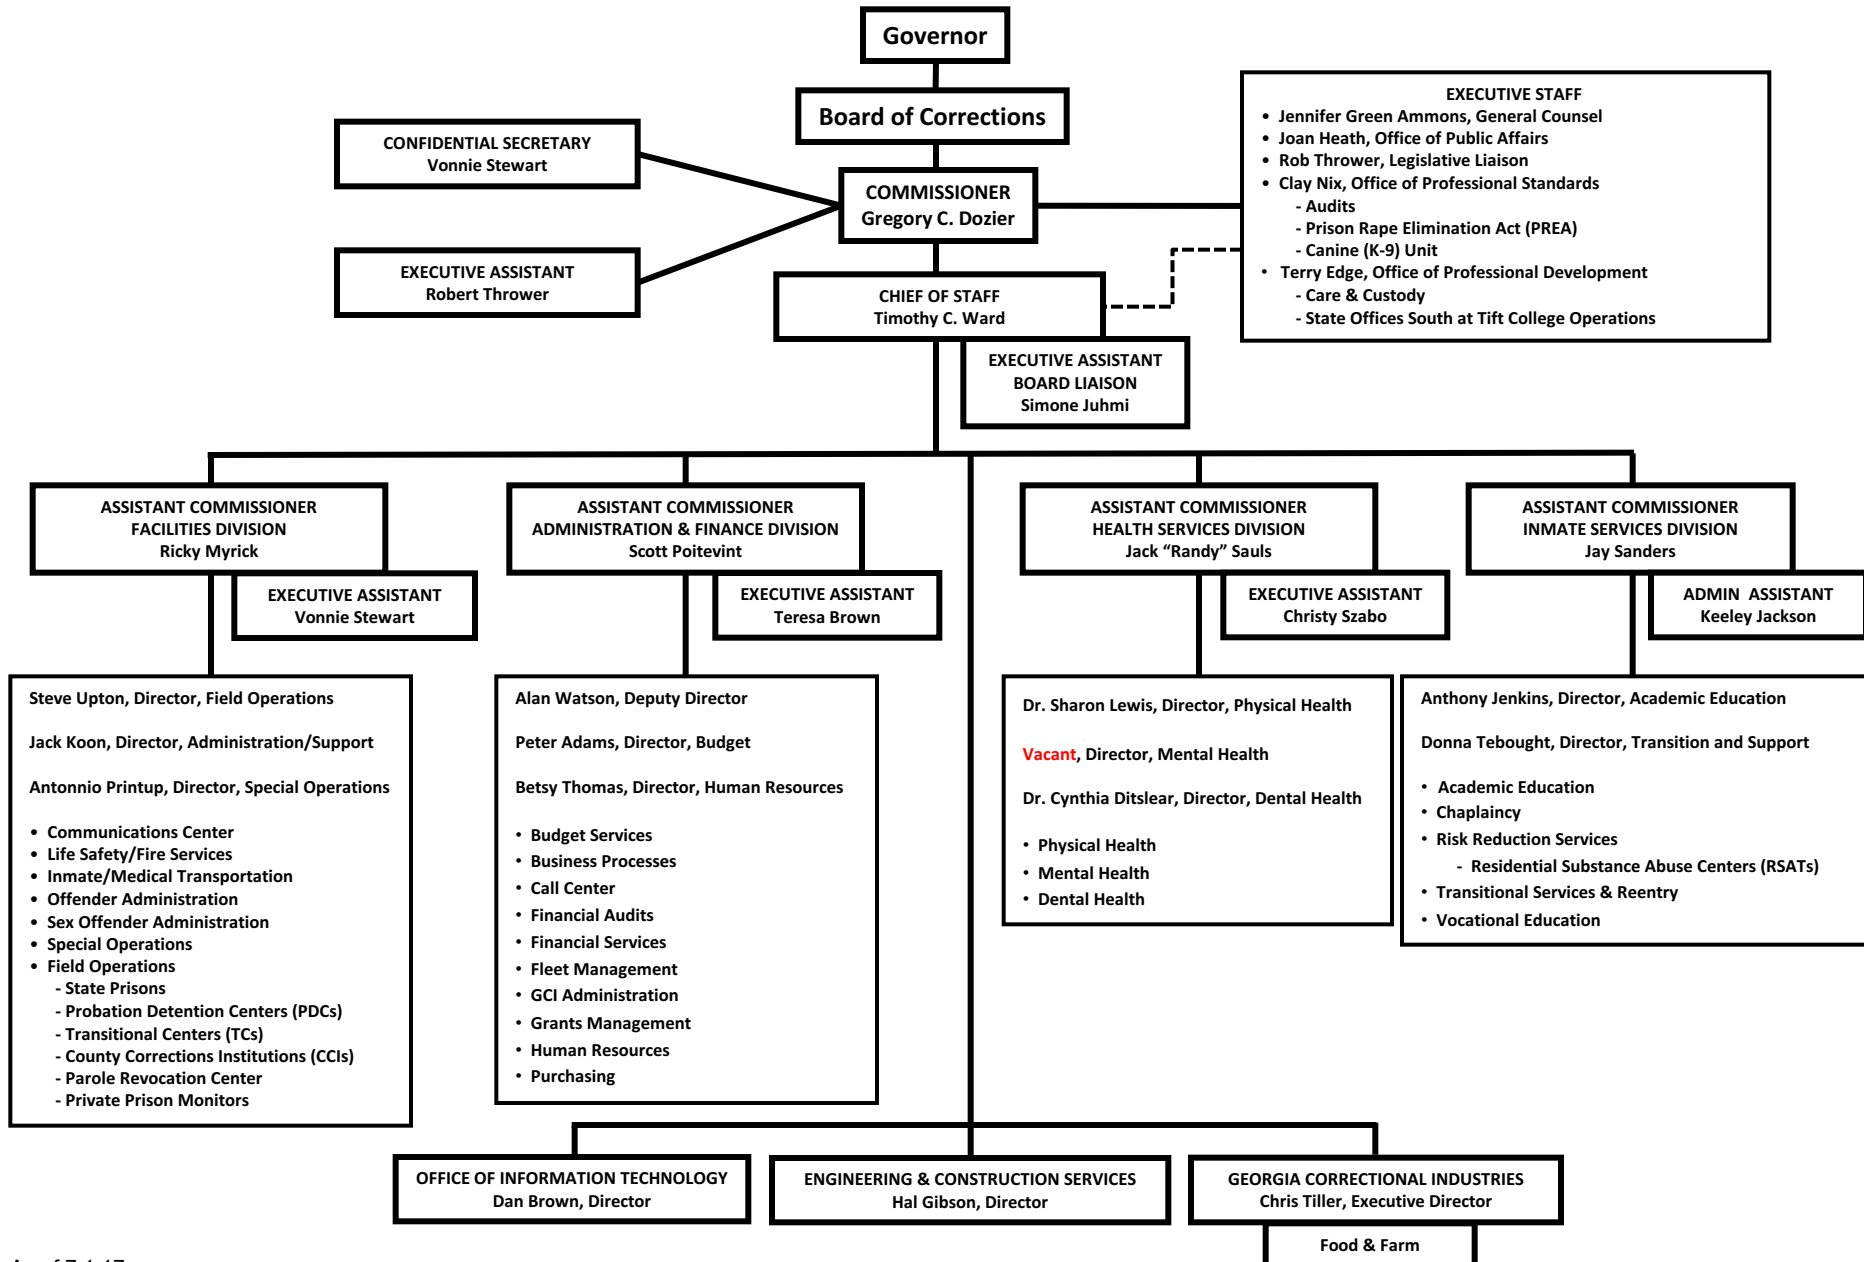 Governor
Board of Corrections
CONFIDENTIAL SECRETARY
Vonnie Stewart
COMMISSIONER
Gregory C. Dozier
EXECUTIVE ASSISTANT
Robert Thrower
EXECUTIVE STAFF
• Jennifer Green Ammons, General Counsel
• Joan Heath, Office of Public Affairs
• Rob Thrower, Legislative Liaison
• Clay Nix, Office of Professional Standards
- Audits
- Prison Rape Elimination Act (PREA)
- Canine (K-9) Unit
• Terry Edge, Office of Professional Development
- Care & Custody
- State Offices South at Tift College Operations
CHIEF OF STAFF
Timothy C. Ward
EXECUTIVE ASSISTANT
BOARD LIAISON
Simone Juhmi
ASSISTANT COMMISSIONER
FACILITIES DIVISION
Ricky Myrick
EXECUTIVE ASSISTANT
Vonnie Stewart
ASSISTANT COMMISSIONER
ADMINISTRATION & FINANCE DIVISION
Scott Poitevint
EXECUTIVE ASSISTANT
Teresa Brown
ASSISTANT COMMISSIONER
HEALTH SERVICES DIVISION
Jack “Randy” Sauls
EXECUTIVE ASSISTANT
Christy Szabo
ASSISTANT COMMISSIONER
INMATE SERVICES DIVISION
Jay Sanders
ADMIN ASSISTANT
Keeley Jackson
Steve Upton, Director, Field Operations
Jack Koon, Director, Administration/Support
Antonnio Printup, Director, Special Operations
• Communications Center
• Life Safety/Fire Services
• Inmate/Medical Transportation
• Offender Administration
• Sex Offender Administration
• Special Operations
• Field Operations
- State Prisons
- Probation Detention Centers (PDCs)
- Transitional Centers (TCs)
- County Corrections Institutions (CCIs)
- Parole Revocation Center
- Private Prison Monitors
Alan Watson, Deputy Director
Peter Adams, Director, Budget
Betsy Thomas, Director, Human Resources
• Budget Services
• Business Processes
• Call Center
• Financial Audits
• Financial Services
• Fleet Management
• GCI Administration
• Grants Management
• Human Resources
• Purchasing
Dr. Sharon Lewis, Director, Physical Health
Vacant, Director, Mental Health
Dr. Cynthia Ditslear, Director, Dental Health
• Physical Health
• Mental Health
• Dental Health
Anthony Jenkins, Director, Academic Education
Donna Tebought, Director, Transition and Support
• Academic Education
• Chaplaincy
• Risk Reduction Services
- Residential Substance Abuse Centers (RSATs)
• Transitional Services & Reentry
• Vocational Education
OFFICE OF INFORMATION TECHNOLOGY
Dan Brown, Director
ENGINEERING & CONSTRUCTION SERVICES
Hal Gibson, Director
GEORGIA CORRECTIONAL INDUSTRIES
Chris Tiller, Executive Director
Food & Farm